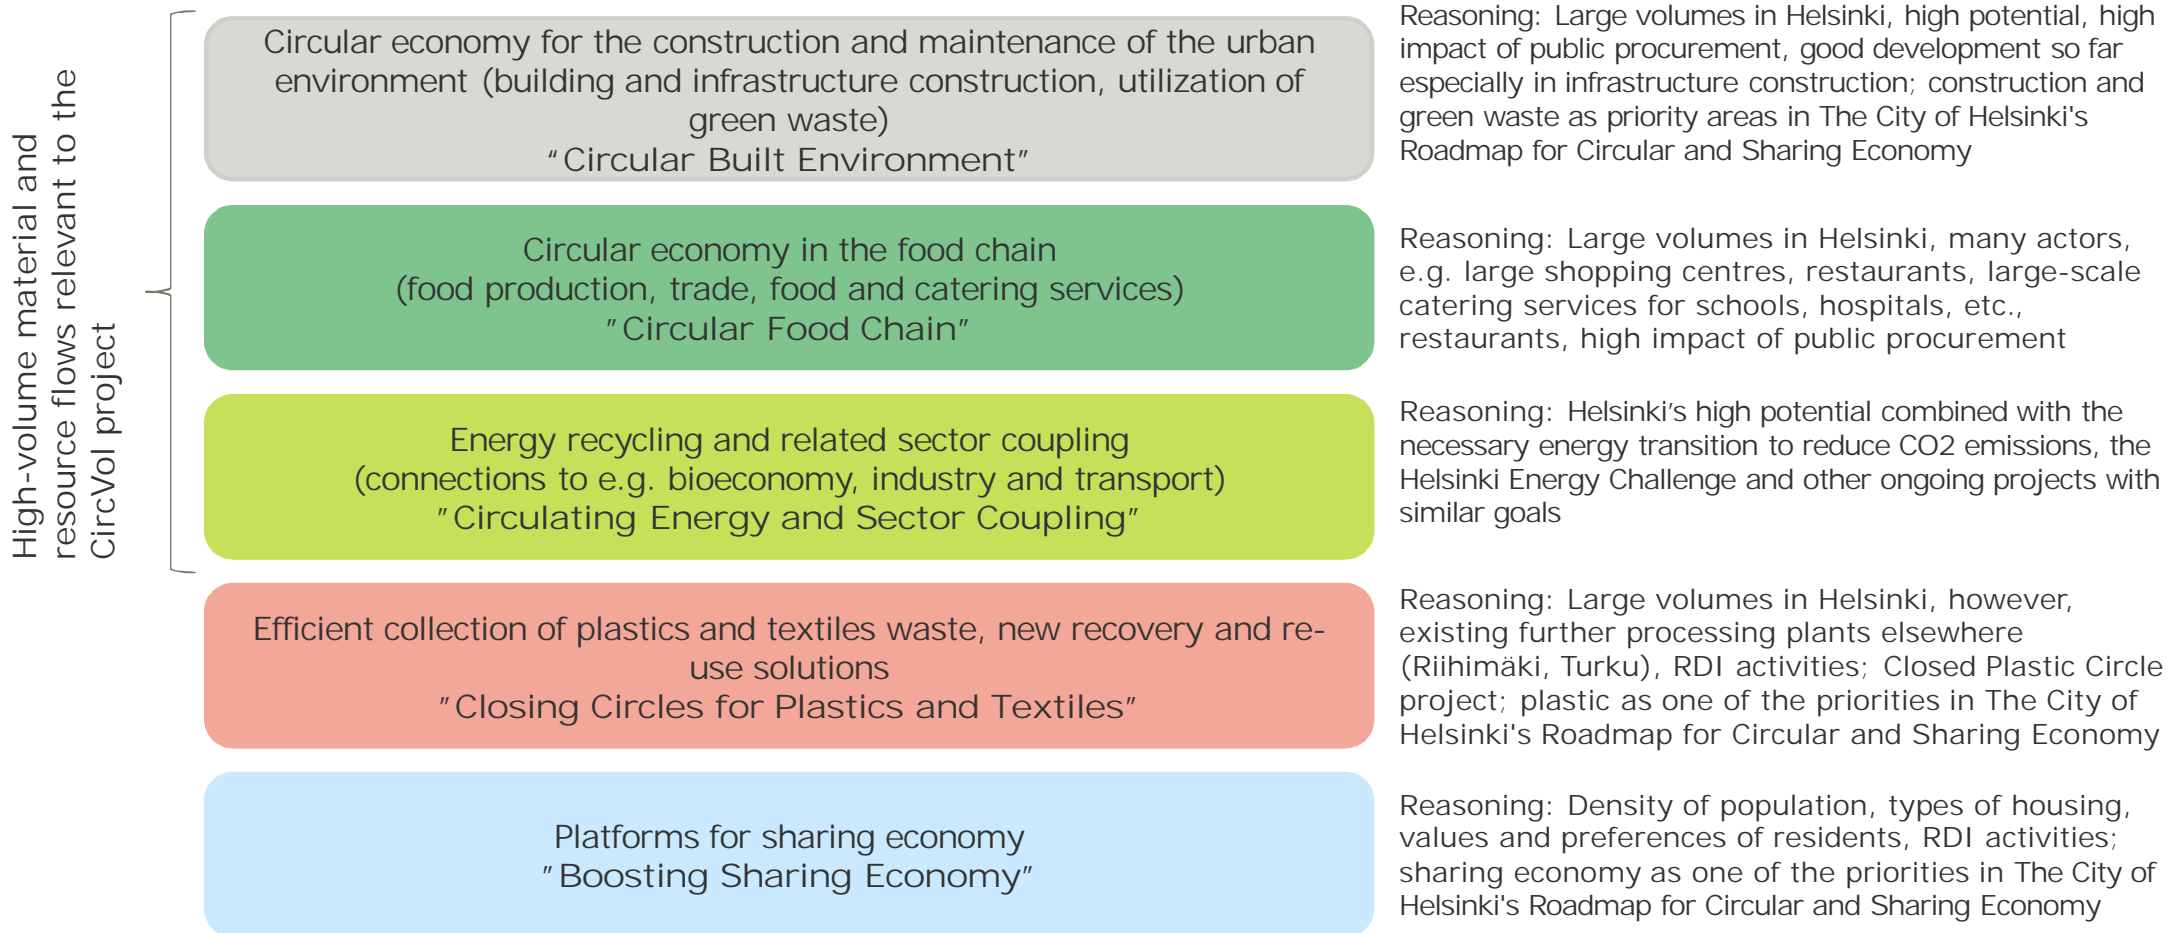 High-volume material and
resource flows relevant to the
CircVol project
Circular economy for the construction and maintenance of the urban
environment (building and infrastructure construction, utilization of
green waste)
“Circular Built Environment”
Reasoning: Large volumes in Helsinki, high potential, high
impact of public procurement, good development so far
especially in infrastructure construction; construction and
green waste as priority areas in The City of Helsinki's
Roadmap for Circular and Sharing Economy
Circular economy in the food chain
(food production, trade, food and catering services)
”Circular Food Chain”
Reasoning: Large volumes in Helsinki, many actors,
e.g. large shopping centres, restaurants, large-scale
catering services for schools, hospitals, etc.,
restaurants, high impact of public procurement
Energy recycling and related sector coupling
(connections to e.g. bioeconomy, industry and transport)
”Circulating Energy and Sector Coupling”
Reasoning: Helsinki’s high potential combined with the
necessary energy transition to reduce CO2 emissions, the
Helsinki Energy Challenge and other ongoing projects with
similar goals
Efficient collection of plastics and textiles waste, new recovery and re-
use solutions
”Closing Circles for Plastics and Textiles”
Reasoning: Large volumes in Helsinki, however,
existing further processing plants elsewhere
(Riihimäki, Turku), RDI activities; Closed Plastic Circle
project; plastic as one of the priorities in The City of
Helsinki's Roadmap for Circular and Sharing Economy
Platforms for sharing economy
”Boosting Sharing Economy”
Reasoning: Density of population, types of housing,
values and preferences of residents, RDI activities;
sharing economy as one of the priorities in The City of
Helsinki's Roadmap for Circular and Sharing Economy